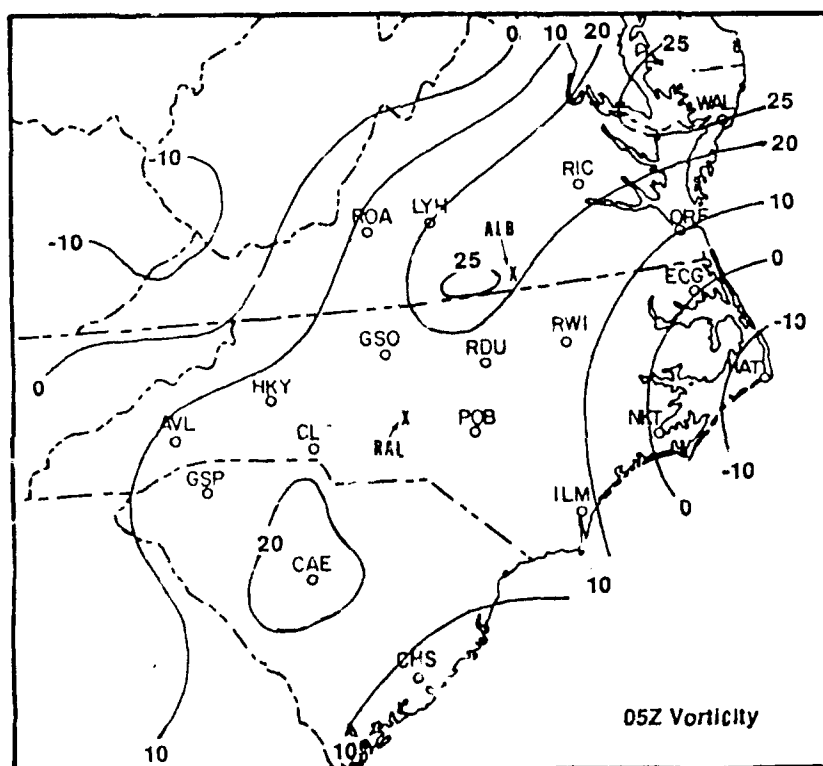 0
10
20
25
WAL
25
20
-10
RIC
LYH
ROA
ORF
10
ALB
-10
25
0
ECG
GSO
RWI
RDU
-10
0
HKY
HAT
X
AVL
RAL
POB
NKT
CL
-10
GSP
ILM
0
20
CAE
10
CHS
05Z Vorticity
10
10